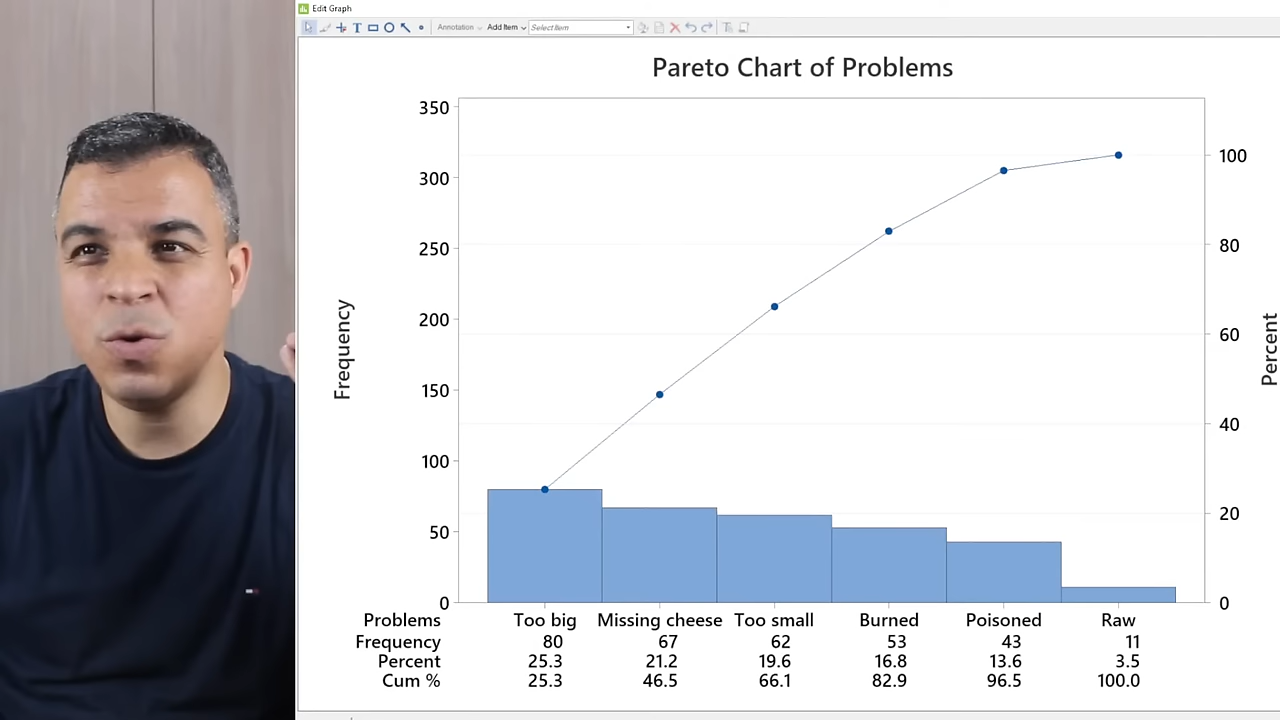 Edit Graph
T Annotation Add Item Select Item T
Pareto Chart of Problems
350
300
250
200
150
100
50
0
Frequency
100
80
60
40
20
0
Percent
Problems Too big Missing cheese Too small Burned Poisoned Raw
Frequency 80 67 62 53 43 11
Percent 25.3 21.2 19.6 16.8 13.6 3.5
Cum % 25.3 46.5 66.1 82.9 96.5 100.0